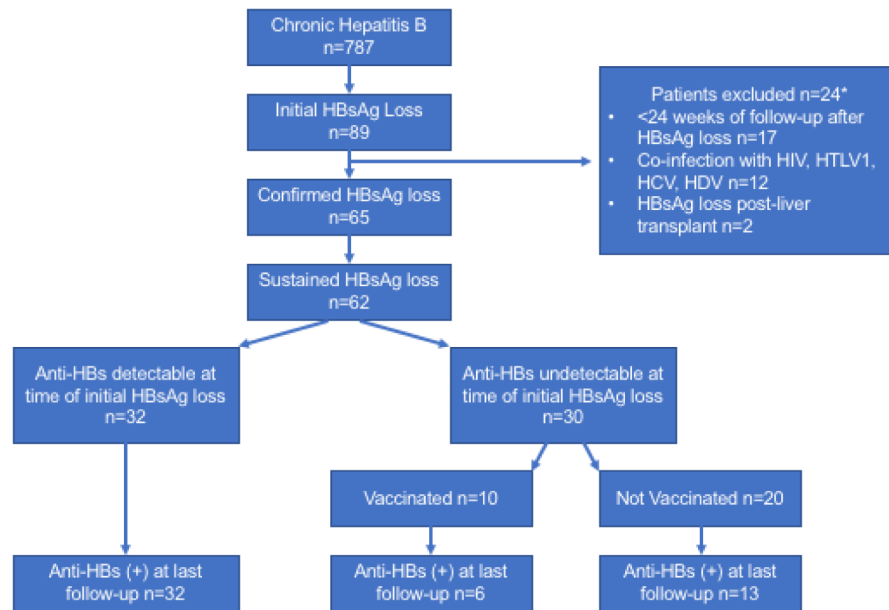 Chronic Hepatitis B
n=787
Initial HBsAg Loss
n=89
Patients excluded n=24*
• <24 weeks of follow-up after
HBsAg loss n=17
• Co-infection with HIV, HTLV1,
HCV, HDV n=12
• HBsAg loss post-liver
transplant n=2
Confirmed HBsAg loss
n=65
Sustained HBsAg loss
n=62
Anti-HBs detectable at
time of initial HBsAg loss
n=32
Anti-HBs undetectable at
time of initial HBsAg loss
n=30
Vaccinated n=10
Not Vaccinated n=20
Anti-HBs (+) at last
follow-up n=32
Anti-HBs (+) at last
follow-up n=6
Anti-HBs (+) at last
follow-up n=13